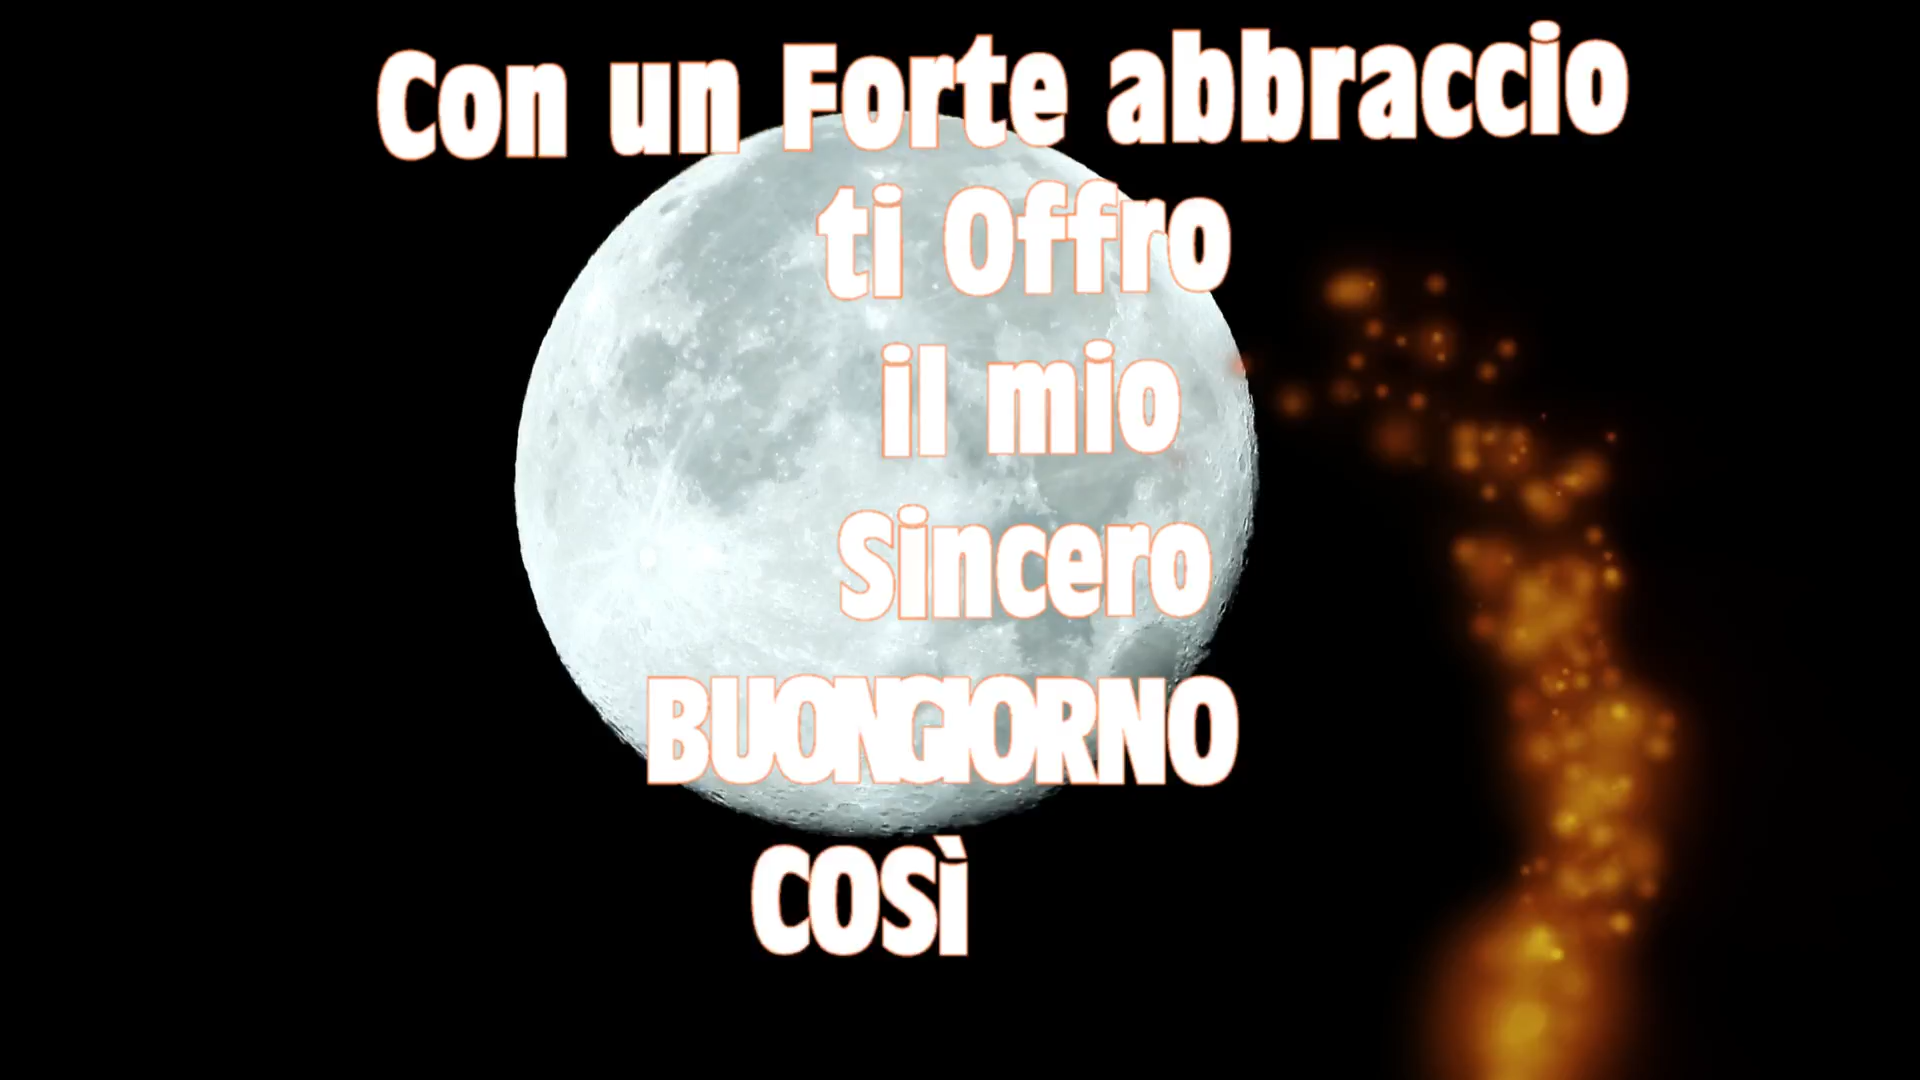 Con un Forte abbraccio
ti Offro
il mio
Sincero
BUONGIORNO
COSÌ